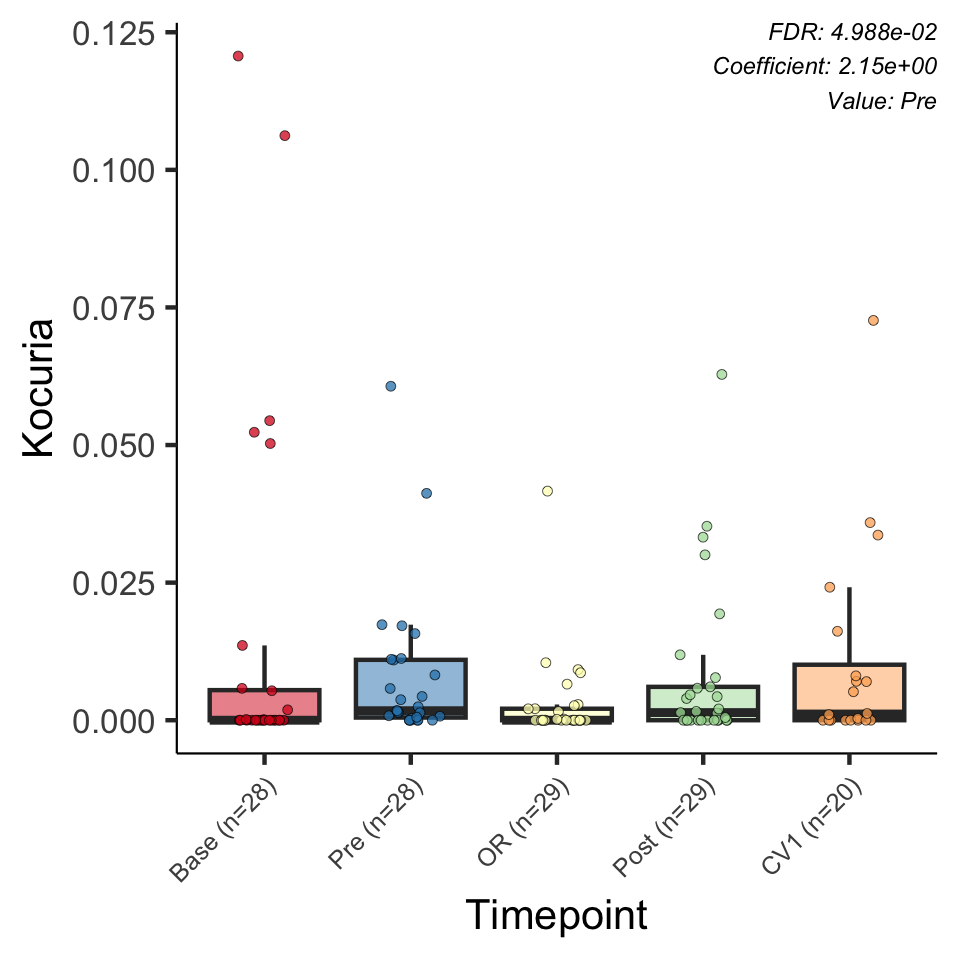 FDR: 4.988e-02
Coefficient: 2.15e+00
Value: Pre
0.125
0.100
0.075
0.050
0.025
0.000
Kocuria
Base (n=28)
Pre (n=28)
OR (n=29)
Post (n=29)
CV1 (n=20)
Timepoint